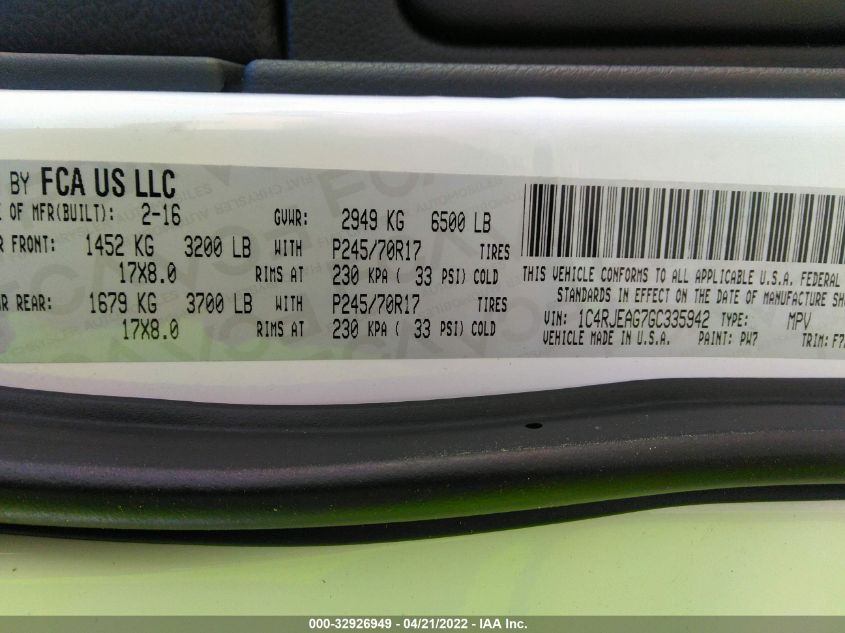 BY FCA US LLC
OF MFR(BUILT): 2-16 GVWR: 2949 KG 6500 LB
FRONT: 1452 KG 3200 LB WITH P245/70R17 TIRES
17X8.0 RIMS AT 230 KPA ( 33 PSI) COLD
REAR: 1679 KG 3700 LB WITH P245/70R17 TIRES
17X8.0 RIMS AT 230 KPA ( 33 PSI) COLD
THIS VEHICLE CONFORMS TO ALL APPLICABLE U.S.A. FEDERAL
STANDARDS IN EFFECT ON THE DATE OF MANUFACTURE
VIN: 1C4RJEAG7GC335942 TYPE: MPV
VEHICLE MADE IN U.S.A. PAINT: PW7 TRIM:
000-32926949 - 04/21/2022 - IAA Inc.